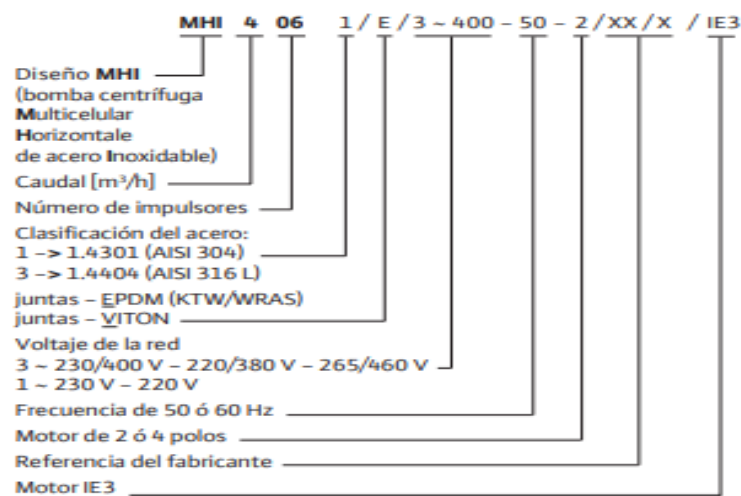 MHI 4 06 1 / E / 3 ~ 400 – 50 – 2 / XX / X / IE3
Diseño MHI
(bomba centrífuga
Multicelular
Horizontale
de acero Inoxidable)
Caudal [m³/h]
Número de impulsores
Clasificación del acero:
1 –> 1.4301 (AISI 304)
3 –> 1.4404 (AISI 316 L)
juntas – EPDM (KTW/WRAS)
juntas – VITON
Voltaje de la red
3 ~ 230/400 V – 220/380 V – 265/460 V
1 ~ 230 V – 220 V
Frecuencia de 50 ó 60 Hz
Motor de 2 ó 4 polos
Referencia del fabricante
Motor IE3